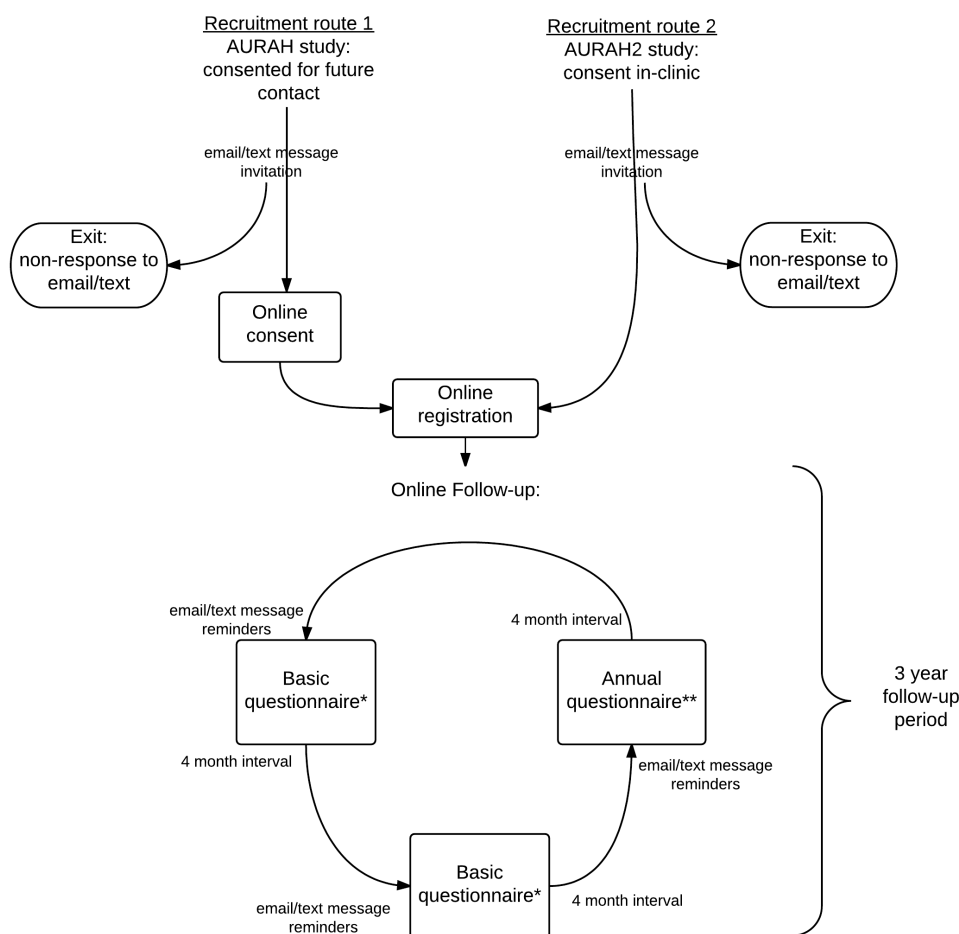 Recruitment route 1
AURAH study:
consented for future
contact
Recruitment route 2
AURAH2 study:
consent in-clinic
email/text message
invitation
email/text message
invitation
Exit:
non-response to
email/text
Exit:
non-response to
email/text
Online
consent
Online
registration
Online Follow-up:
email/text message
reminders
4 month interval
Basic
questionnaire*
Annual
questionnaire**
3 year
follow-up
period
4 month interval
email/text message
reminders
Basic
questionnaire*
4 month interval
email/text message
reminders